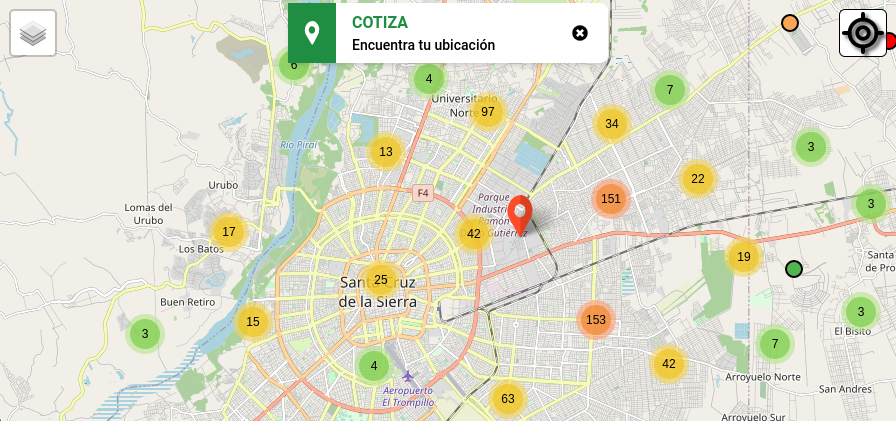 COTIZA
Encuentra tu ubicación
6
4
7
Universitario
Norte
97
34
Río Piraí
13
3
22
Urubo
F4
Parque
Industrial
Ramón
Gutiérrez
151
3
Lomas del
Urubo
17
42
Los Batos
19
Santa
de Pro
25
Santa Cruz
de la Sierra
Buen Retiro
15
153
3
El Bisito
3
7
4
42
Arroyuelo Norte
Aeropuerto
El Trompillo
63
San Andres
Arroyuelo Sur